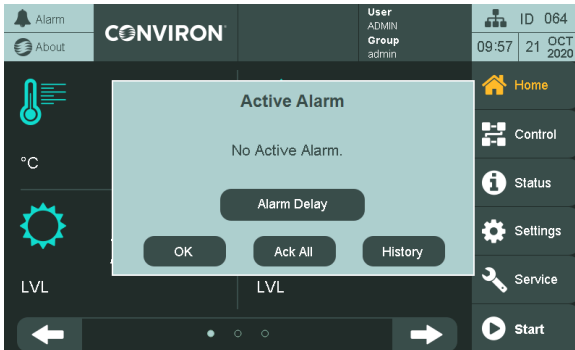 Alarm
About
CONVIRON
User
ADMIN
Group
admin
ID 064
09:57 21 OCT 2020
Active Alarm
No Active Alarm.
Alarm Delay
OK Ack All History
°C
LVL LVL
Home
Control
Status
Settings
Service
Start